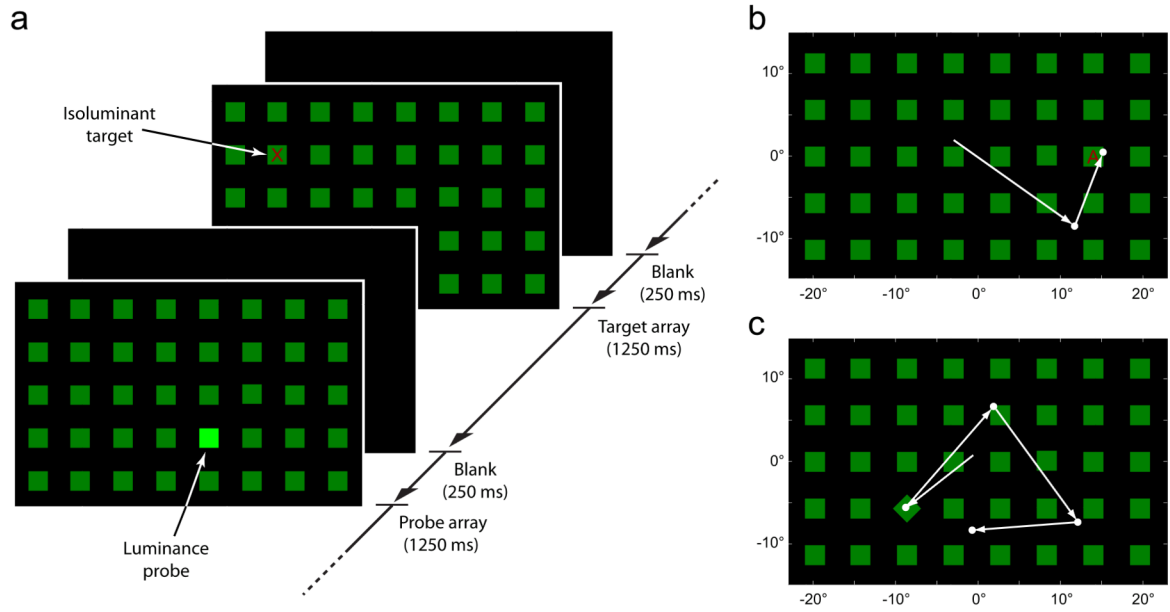 a
Isoluminant
target
X
Blank
(250 ms)
Target array
(1250 ms)
Blank
(250 ms)
Probe array
(1250 ms)
Luminance
probe
b
10°
0°
-10°
A
-20° -10° 0° 10° 20°
c
10°
0°
-10°
-20° -10° 0° 10° 20°